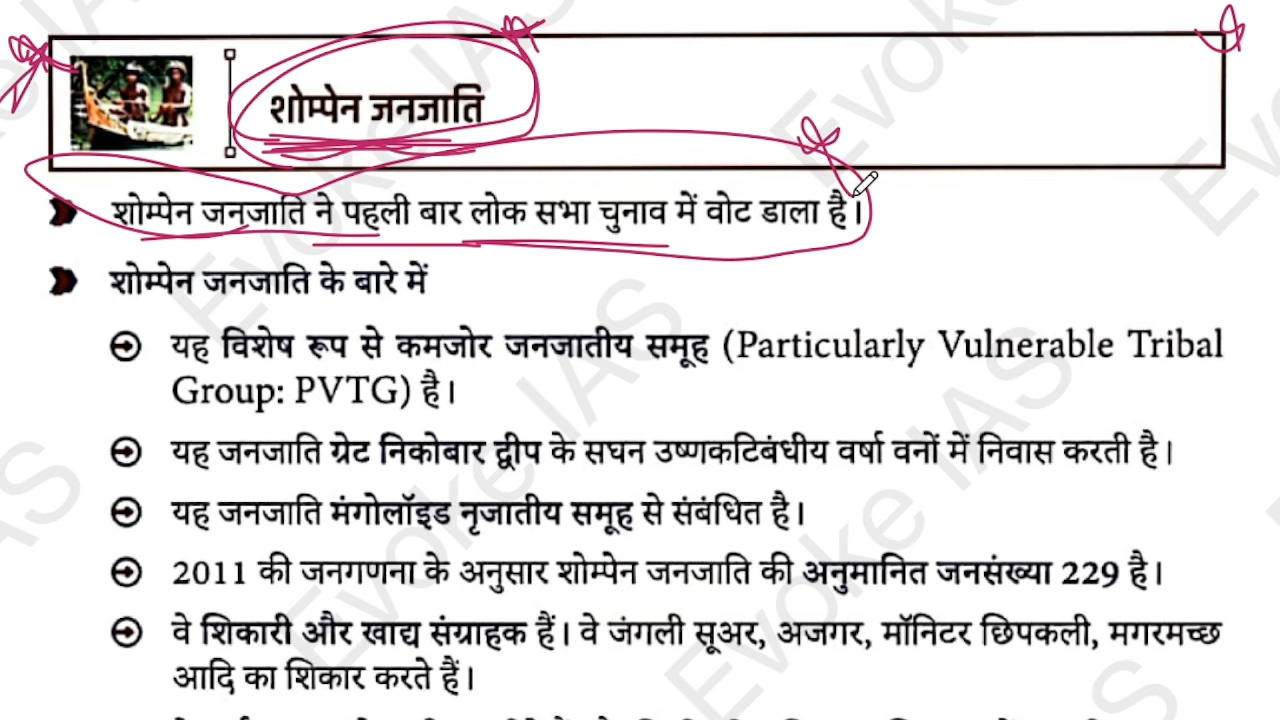 शोम्पेन जनजाति
शोम्पेन जनजाति ने पहली बार लोक सभा चुनाव में वोट डाला है।
शोम्पेन जनजाति के बारे में
यह विशेष रूप से कमजोर जनजातीय समूह (Particularly Vulnerable Tribal
Group: PVTG) है।
यह जनजाति ग्रेट निकोबार द्वीप के सघन उष्णकटिबंधीय वर्षा वनों में निवास करती है।
यह जनजाति मंगोलॉइड नृजातीय समूह से संबंधित है।
2011 की जनगणना के अनुसार शोम्पेन जनजाति की अनुमानित जनसंख्या 229 है।
वे शिकारी और खाद्य संग्राहक हैं। वे जंगली सूअर, अजगर, मॉनिटर छिपकली, मगरमच्छ
आदि का शिकार करते हैं।
Evoke IAS